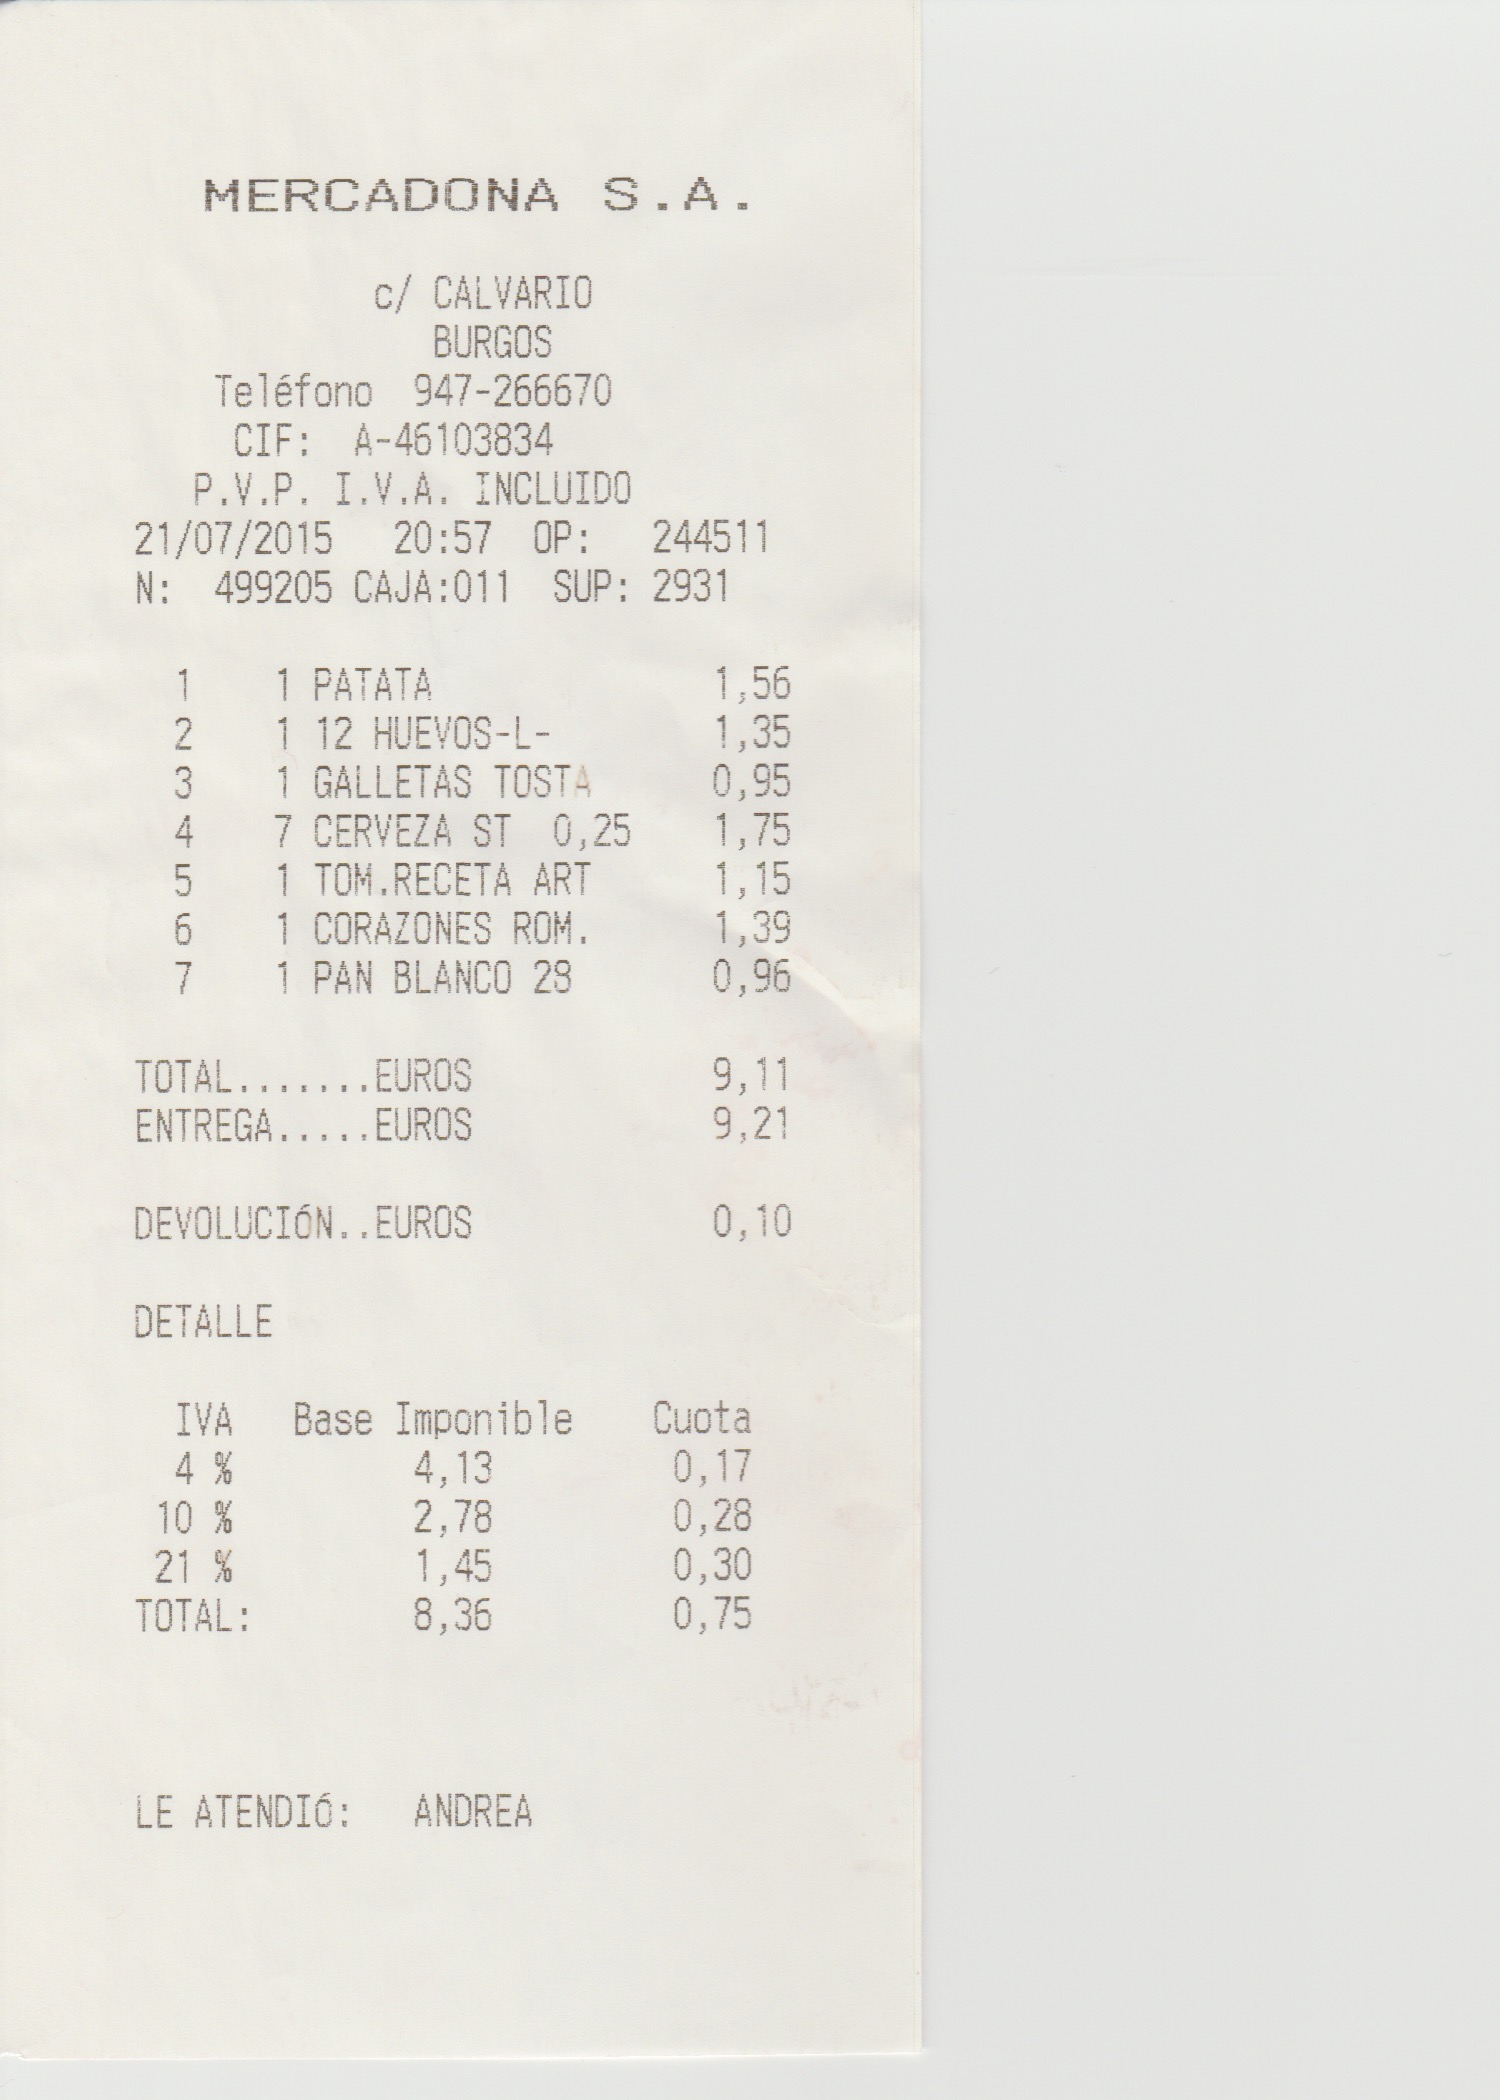 MERCADONA S.A.
c/ CALVARIO
BURGOS
Teléfono 947-266670
CIF: A-46103834
P.V.P. I.V.A. INCLUIDO
21/07/2015 20:57 OP: 244511
N: 499205 CAJA:011 SUP: 2931
1 1 PATATA 1,56
2 1 12 HUEVOS-L- 1,35
3 1 GALLETAS TOSTA 0,95
4 7 CERVEZA ST 0,25 1,75
5 1 TOM.RECETA ART 1,15
6 1 CORAZONES ROM. 1,39
7 1 PAN BLANCO 28 0,96
TOTAL.......EUROS 9,11
ENTREGA.....EUROS 9,21
DEVOLUCIóN..EUROS 0,10
DETALLE
IVA Base Imponible Cuota
4 % 4,13 0,17
10 % 2,78 0,28
21 % 1,45 0,30
TOTAL: 8,36 0,75
LE ATENDIó: ANDREA